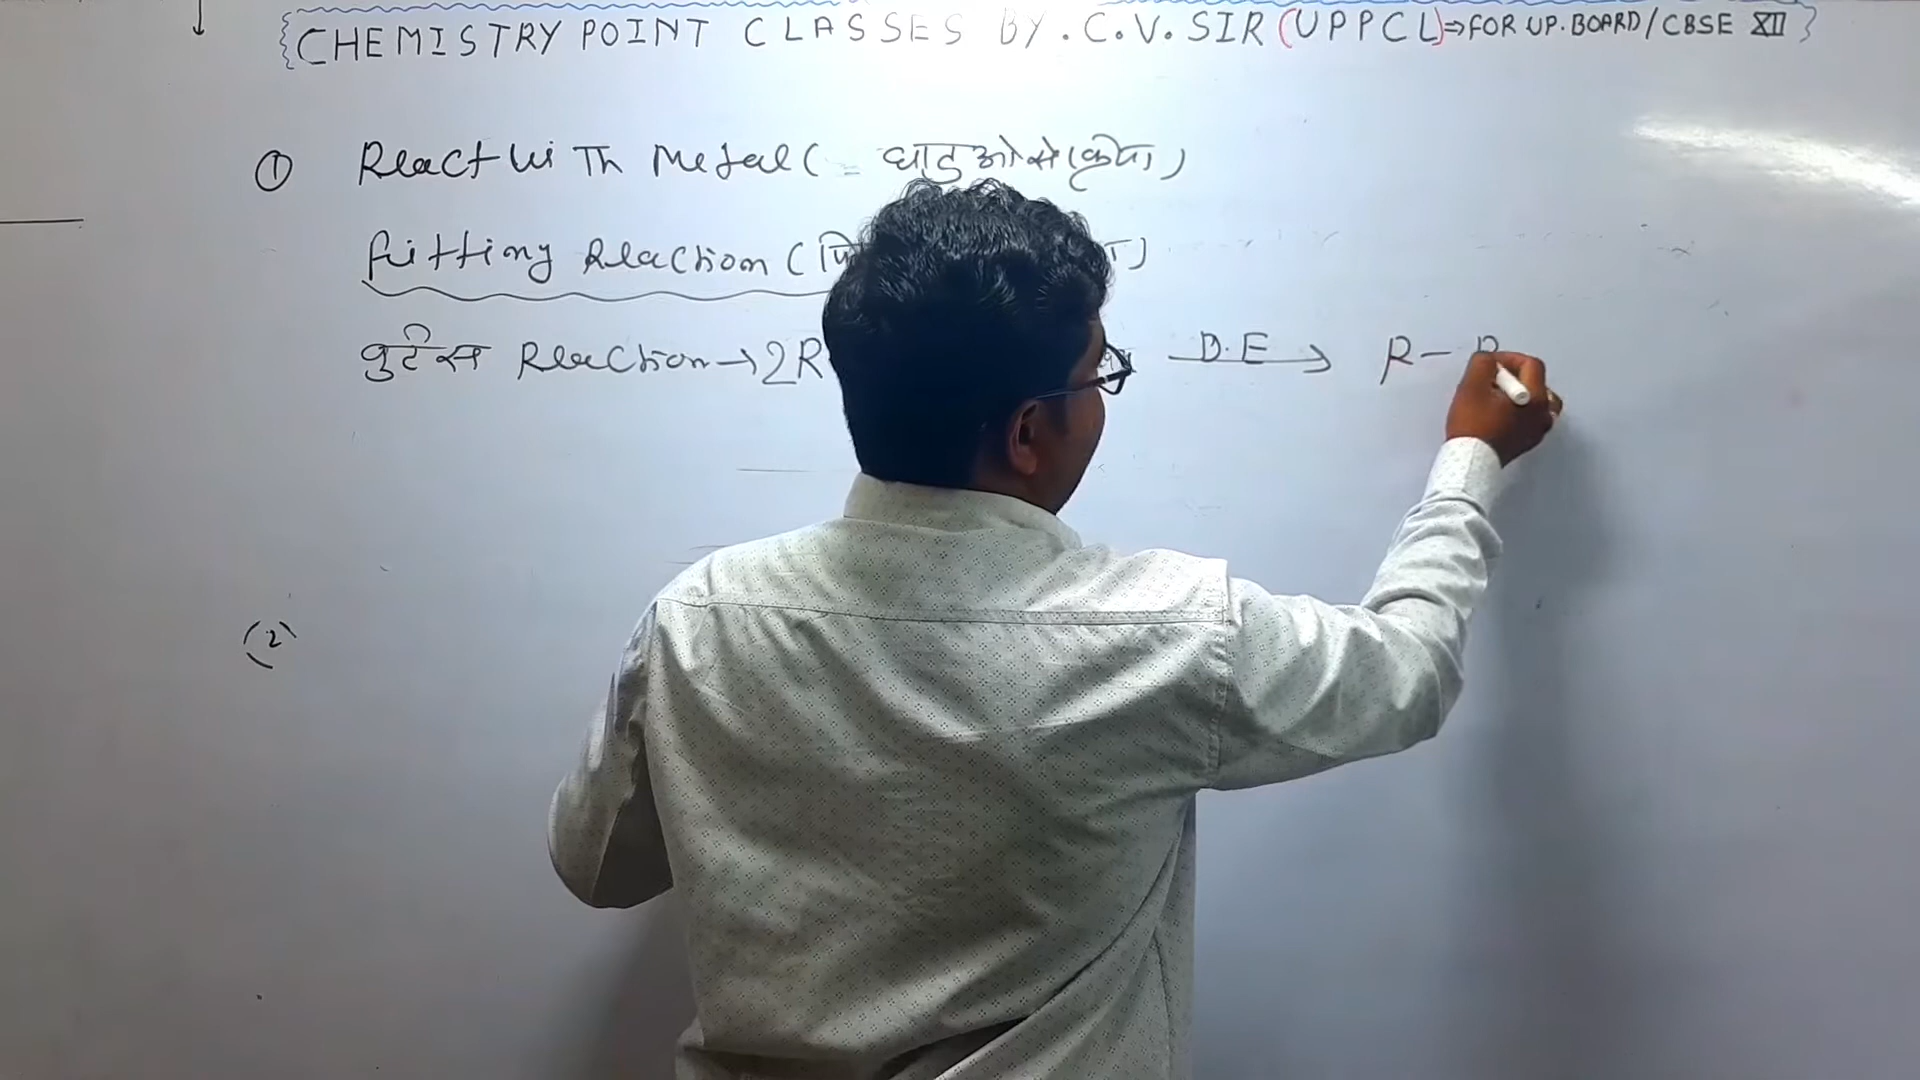 CHEMISTRY POINT CLASSES BY. C.V. SIR (UPPCL)⇒FOR UP.BOARD/CBSE XII
① React with Metal ( = धातुओ से क्रिया )
fitting Reaction (
वुर्टस Reaction → 2R D.E → R – R
(2)